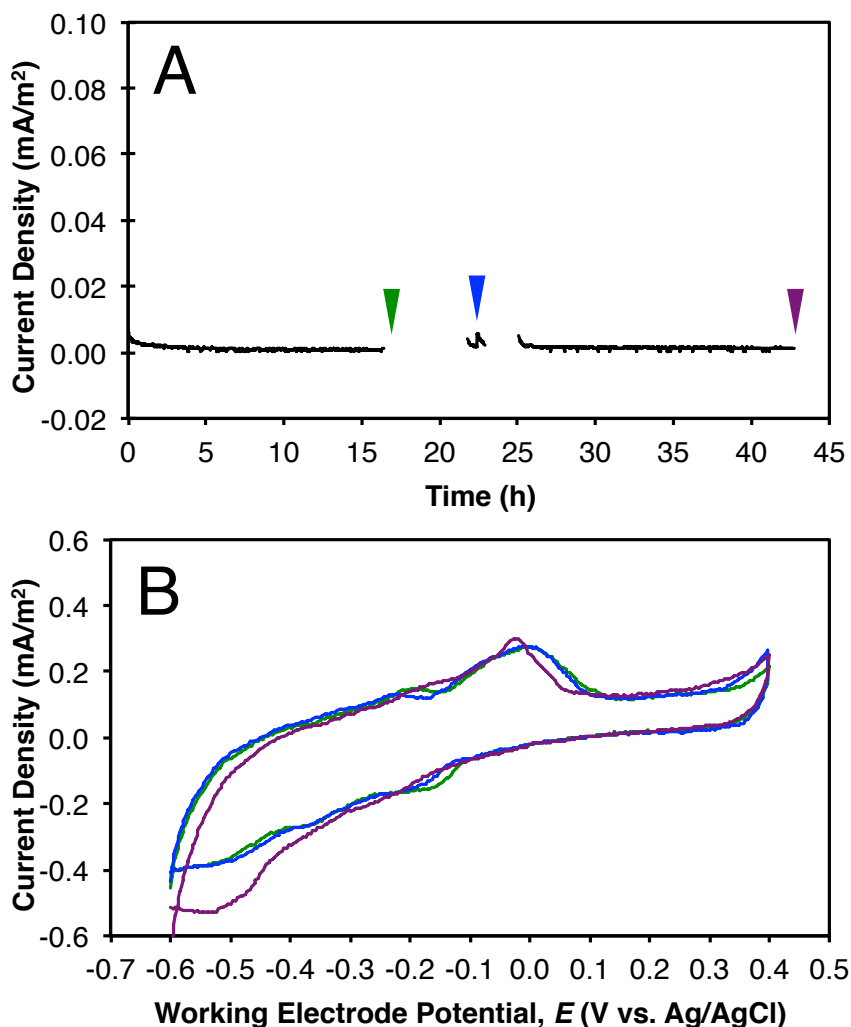 A
Current Density (mA/m²)
0.10
0.08
0.06
0.04
0.02
0.00
-0.02
0 5 10 15 20 25 30 35 40 45
Time (h)
B
Current Density (mA/m²)
0.6
0.4
0.2
0.0
-0.2
-0.4
-0.6
-0.7 -0.6 -0.5 -0.4 -0.3 -0.2 -0.1 0.0 0.1 0.2 0.3 0.4 0.5
Working Electrode Potential, E (V vs. Ag/AgCl)